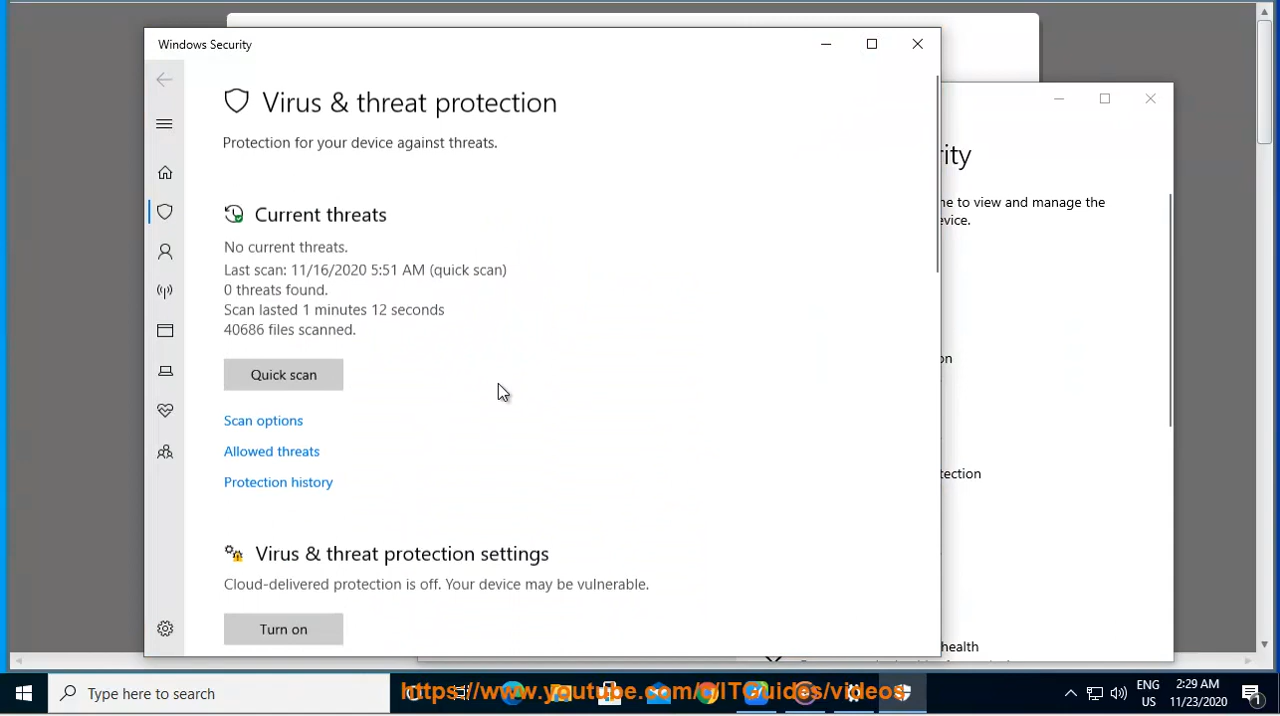 Windows Security
Virus & threat protection
Protection for your device against threats.
Current threats
No current threats.
Last scan: 11/16/2020 5:51 AM (quick scan)
0 threats found.
Scan lasted 1 minutes 12 seconds
40686 files scanned.
Quick scan
Scan options
Allowed threats
Protection history
Virus & threat protection settings
Cloud-delivered protection is off. Your device may be vulnerable.
Turn on
rity
me to view and manage the
evice.
on
tection
health
Type here to search
https://www.youtube.com/c/ITGuides/videos
ENG
US
2:29 AM
11/23/2020
1